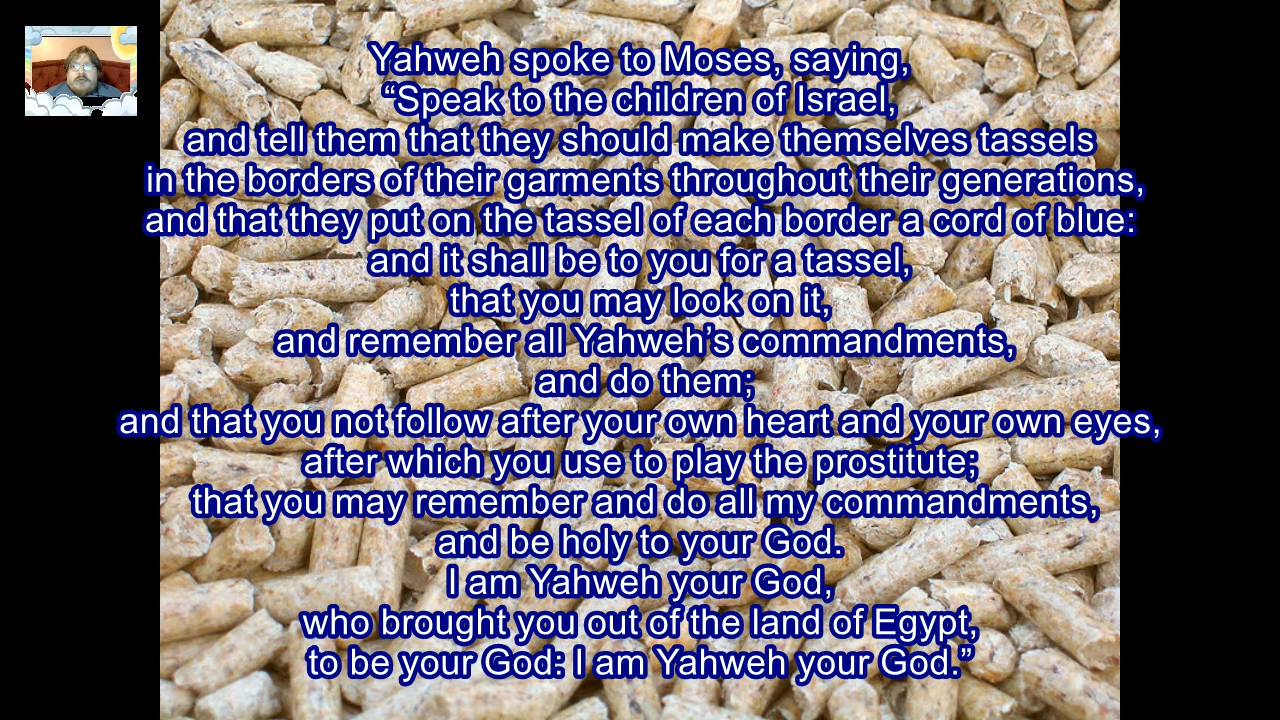 Yahweh spoke to Moses, saying,
“Speak to the children of Israel,
and tell them that they should make themselves tassels
in the borders of their garments throughout their generations,
and that they put on the tassel of each border a cord of blue:
and it shall be to you for a tassel,
that you may look on it,
and remember all Yahweh’s commandments,
and do them;
and that you not follow after your own heart and your own eyes,
after which you use to play the prostitute;
that you may remember and do all my commandments,
and be holy to your God.
I am Yahweh your God,
who brought you out of the land of Egypt,
to be your God: I am Yahweh your God.”